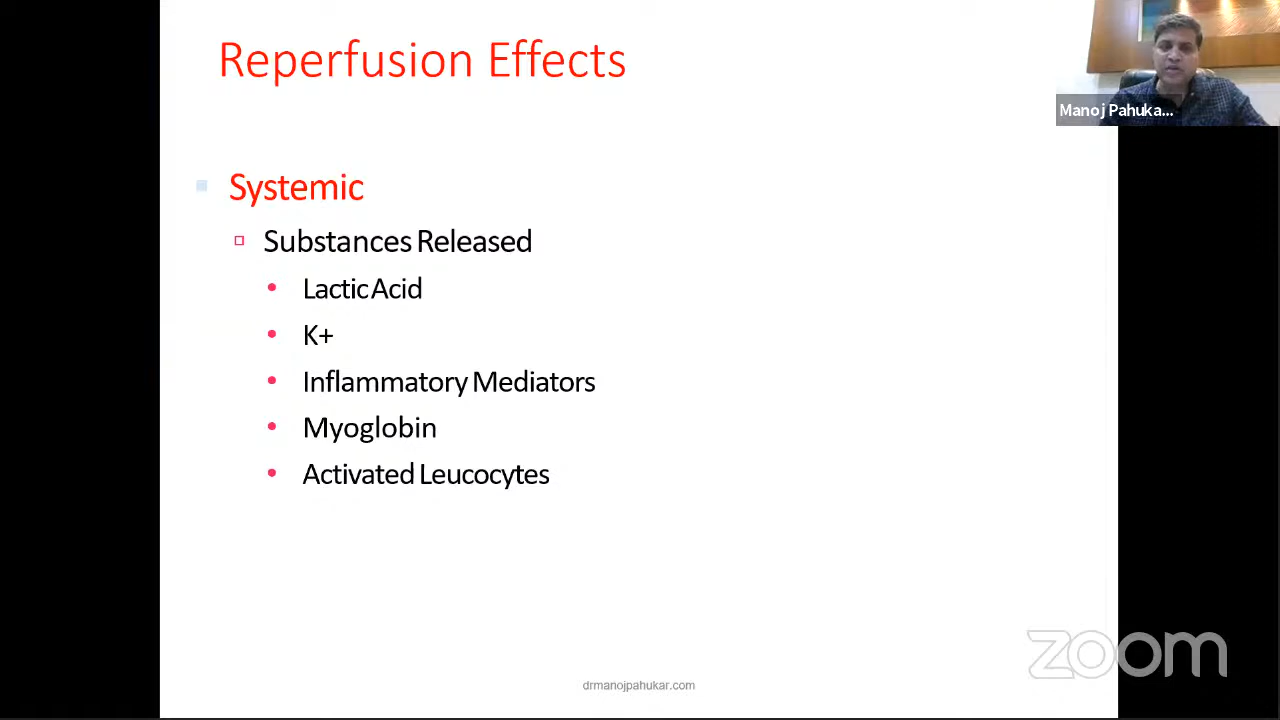 Reperfusion Effects
Manoj Pahuka...
Systemic
Substances Released
Lactic Acid
K+
Inflammatory Mediators
Myoglobin
Activated Leucocytes
zoom
drmanojpahukar.com